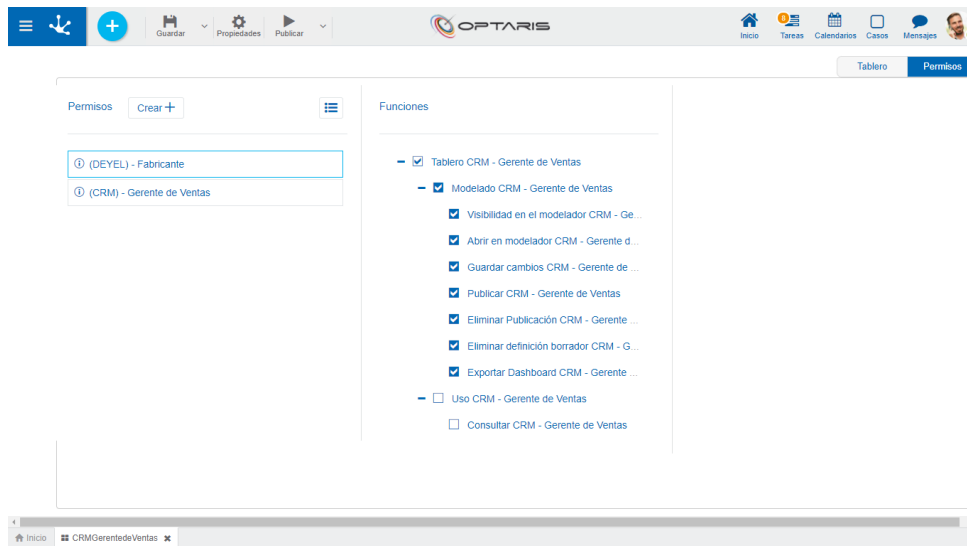 Guardar
Propiedades
Publicar
OPTARIS
Inicio
8
Tareas
Calendarios
Casos
Mensajes
Tablero
Permisos
Permisos
Crear +
Funciones
(DEYEL) - Fabricante
(CRM) - Gerente de Ventas
Tablero CRM - Gerente de Ventas
Modelado CRM - Gerente de Ventas
Visibilidad en el modelador CRM - Ge...
Abrir en modelador CRM - Gerente d...
Guardar cambios CRM - Gerente de ...
Publicar CRM - Gerente de Ventas
Eliminar Publicación CRM - Gerente ...
Eliminar definición borrador CRM - G...
Exportar Dashboard CRM - Gerente ...
Uso CRM - Gerente de Ventas
Consultar CRM - Gerente de Ventas
Inicio
CRMGerentedeVentas